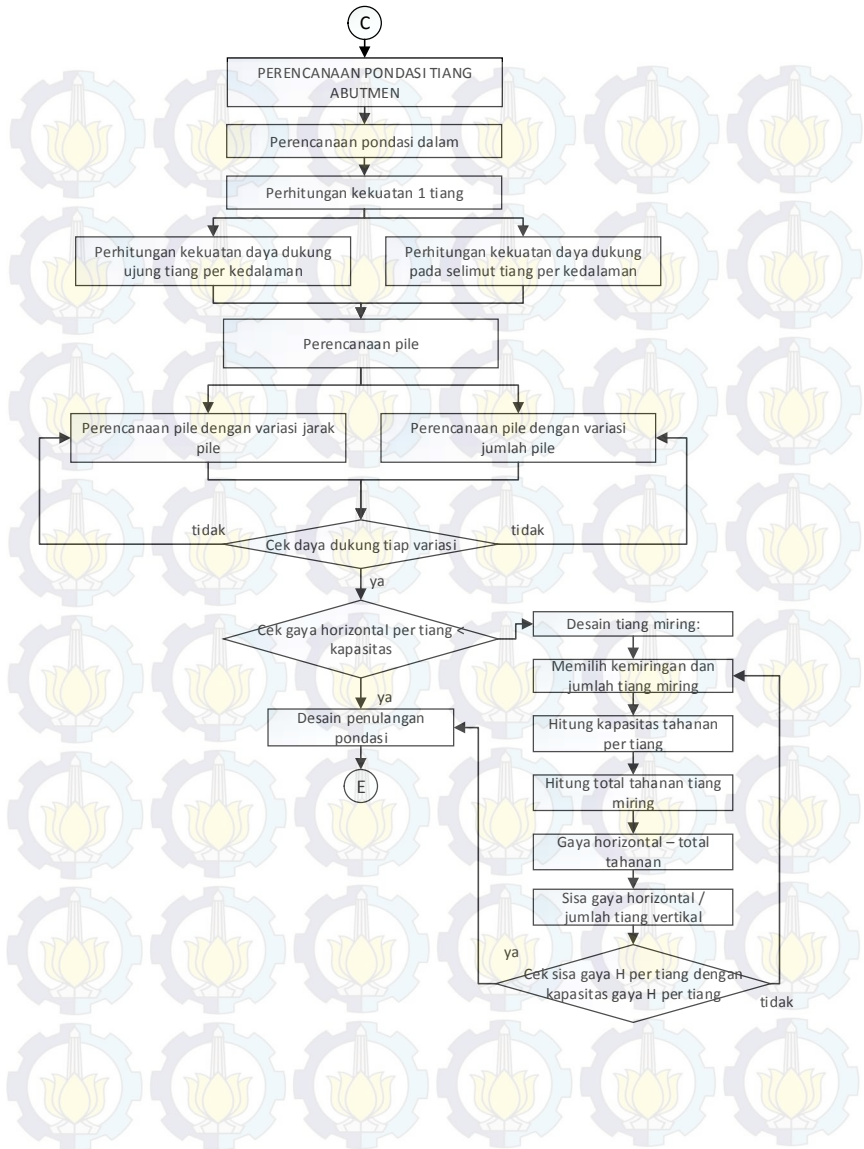 C
PERENCANAAN PONDASI TIANG
ABUTMEN
Perencanaan pondasi dalam
Perhitungan kekuatan 1 tiang
Perhitungan kekuatan daya dukung
ujung tiang per kedalaman
Perhitungan kekuatan daya dukung
pada selimut tiang per kedalaman
Perencanaan pile
Perencanaan pile dengan variasi jarak
pile
Perencanaan pile dengan variasi
jumlah pile
tidak
Cek daya dukung tiap variasi
tidak
ya
Cek gaya horizontal per tiang <
kapasitas
ya
Desain penulangan
pondasi
E
Desain tiang miring:
Memilih kemiringan dan
jumlah tiang miring
Hitung kapasitas tahanan
per tiang
Hitung total tahanan tiang
miring
Gaya horizontal – total
tahanan
Sisa gaya horizontal /
jumlah tiang vertikal
ya
Cek sisa gaya H per tiang dengan
kapasitas gaya H per tiang
tidak